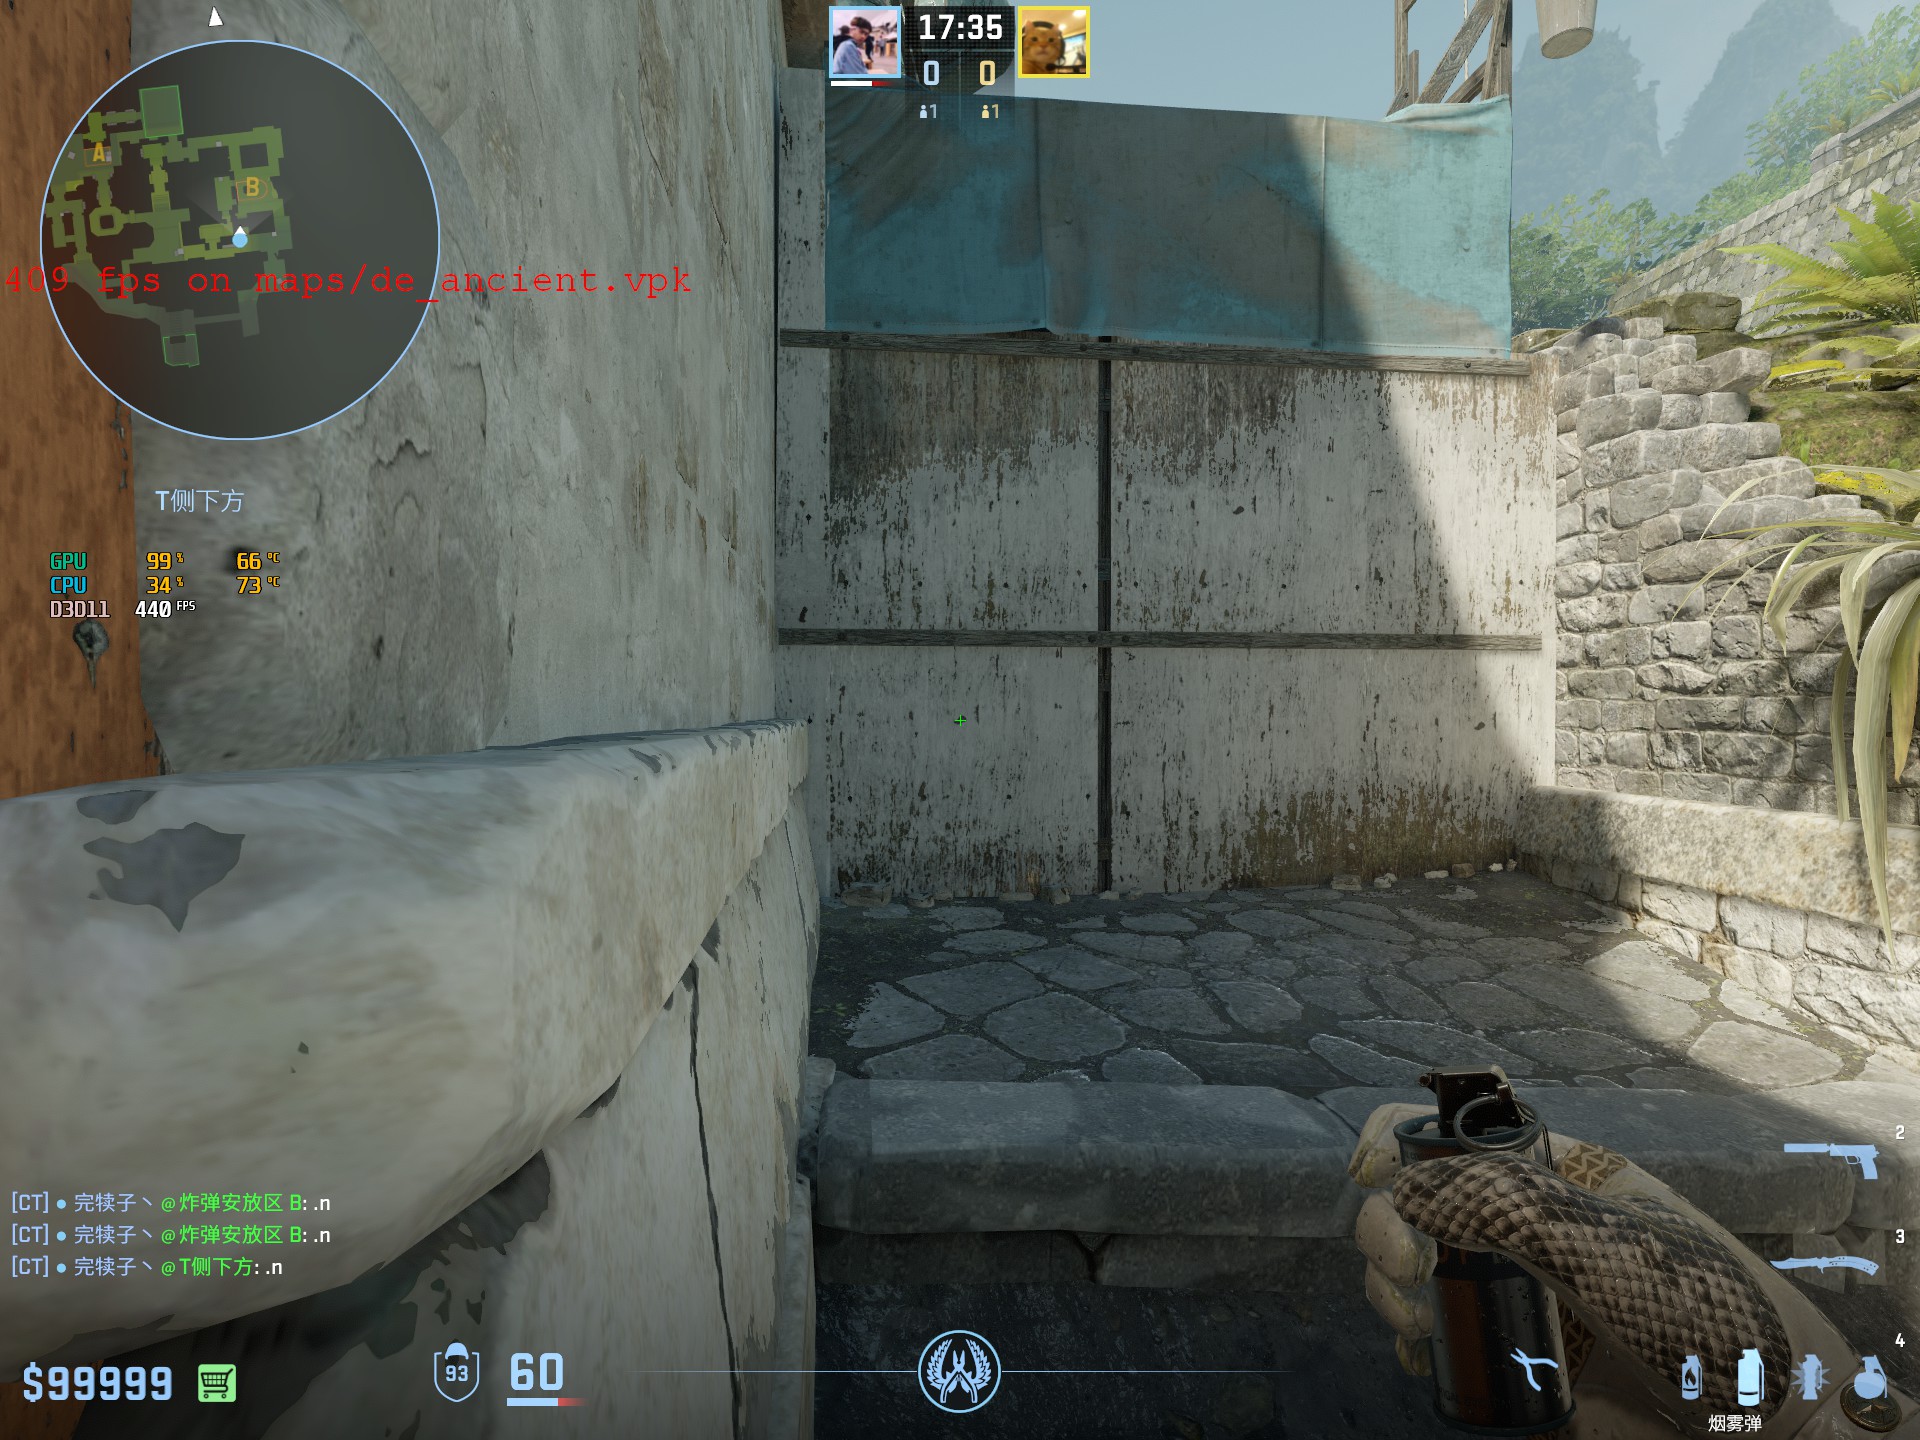 17:35
0 0
1 1
A
B
409 fps on maps/de_ancient.vpk
T侧下方
GPU 99 % 66 °C
CPU 34 % 73 °C
D3D11 440 FPS
2
3
[CT] ● 完犊子丶 @炸弹安放区 B: .n
[CT] ● 完犊子丶 @炸弹安放区 B: .n
[CT] ● 完犊子丶 @T侧下方: .n
4
$99999
93
60
烟雾弹